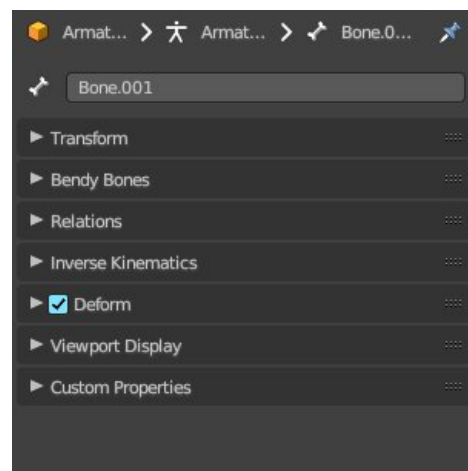 Armat... Armat... Bone.0...
Bone.001
Transform
Bendy Bones
Relations
Inverse Kinematics
Deform
Viewport Display
Custom Properties